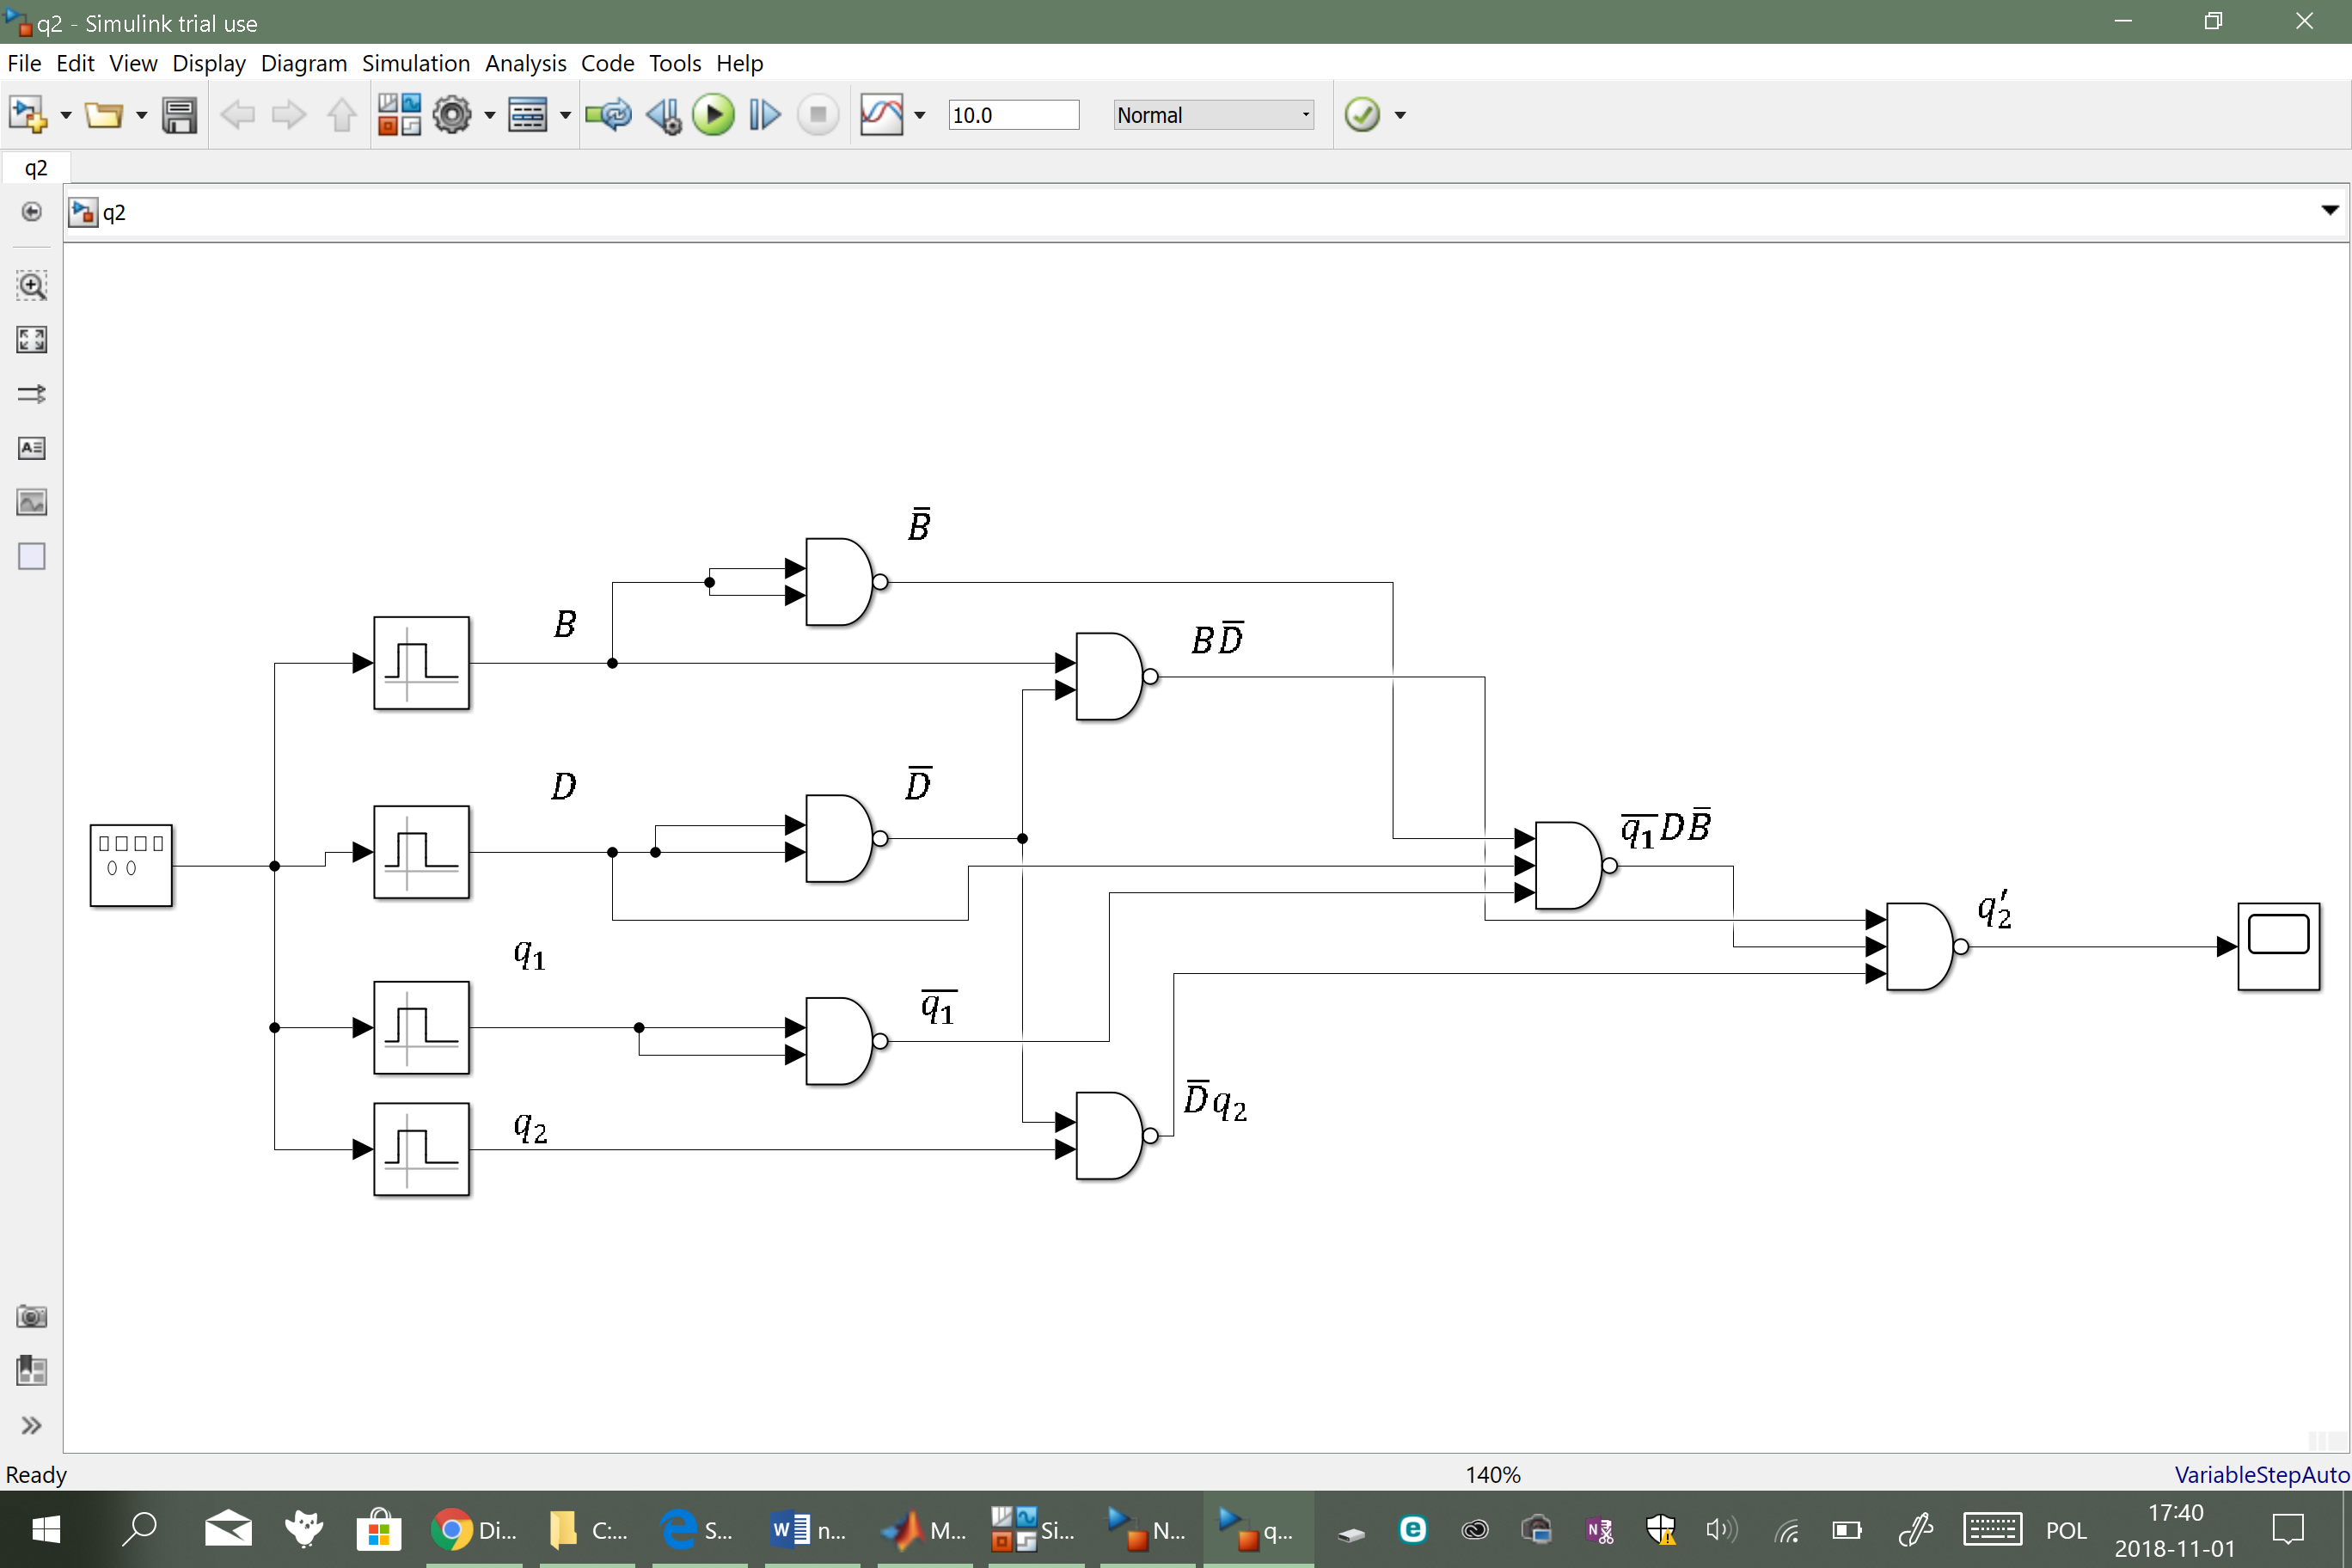 q2 - Simulink trial use
File Edit View Display Diagram Simulation Analysis Code Tools Help
10.0 Normal
q2
q2
B̅
B
BD̅
D
D̅
q̅₁DB̅
q₂′
q₁
q̅₁
D̅q₂
q₂
Ready 140% VariableStepAuto
Di... C:... S... n... M... Si... N... q... POL 17:40
2018-11-01